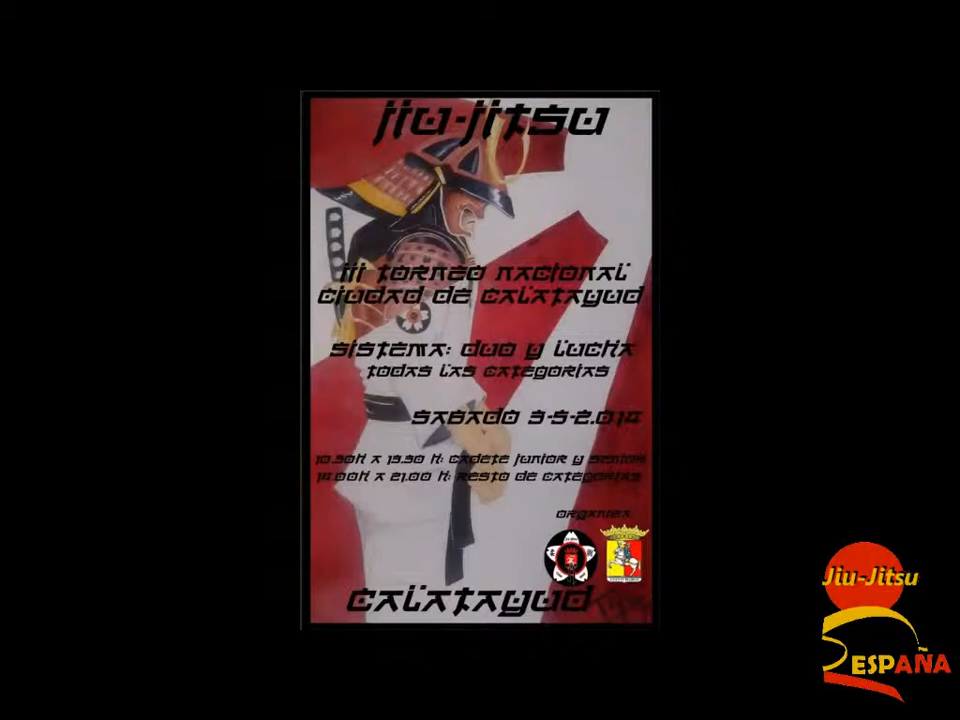 JIU-JITSU
III TORNEO NACIONAL
CIUDAD DE CALATAYUD
SISTEMA: DUO Y LUCHA
TODAS LAS CATEGORIAS
SABADO 3-5-2.014
10.30H A 13.30 H: CADETE JUNIOR Y SENIOR
14.00H A 21.00 H: RESTO DE CATEGORIAS
ORGANIZA
CALATAYUD
Jiu-Jitsu
ESPAÑA